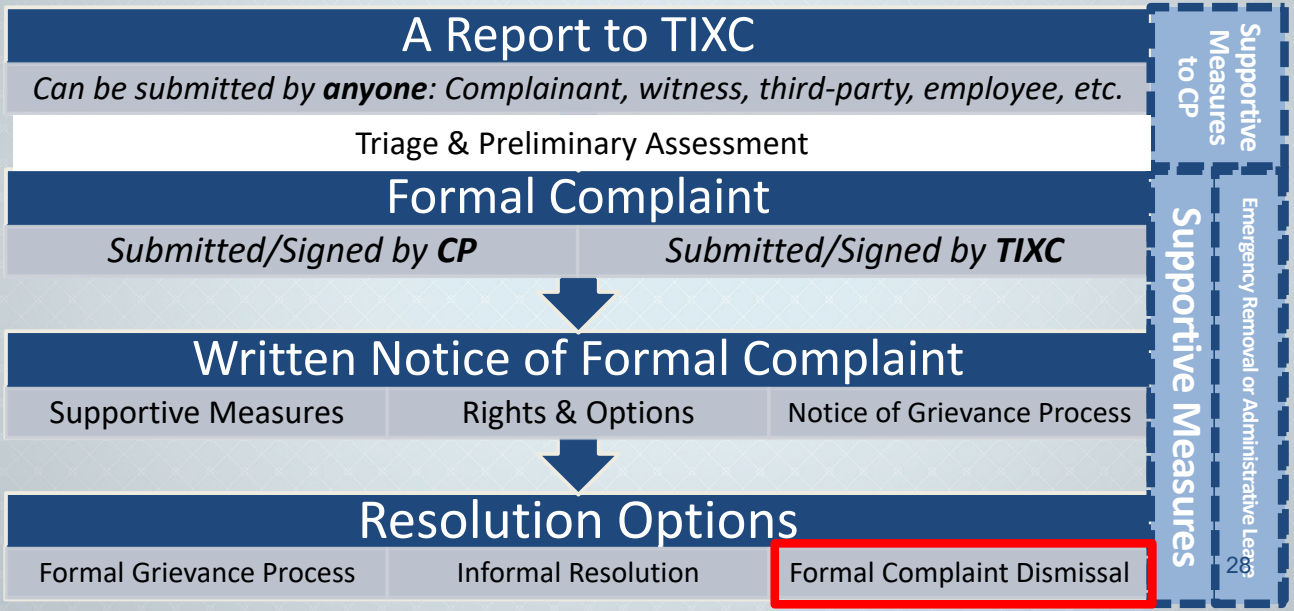 A Report to TIXC
Can be submitted by anyone: Complainant, witness, third-party, employee, etc.
Triage & Preliminary Assessment
Formal Complaint
Submitted/Signed by CP
Submitted/Signed by TIXC
Written Notice of Formal Complaint
Supportive Measures
Rights & Options
Notice of Grievance Process
Resolution Options
Formal Grievance Process
Informal Resolution
Formal Complaint Dismissal
Supportive
Measures
to CP
Supportive Measures
Emergency Removal or Administrative Leave
28